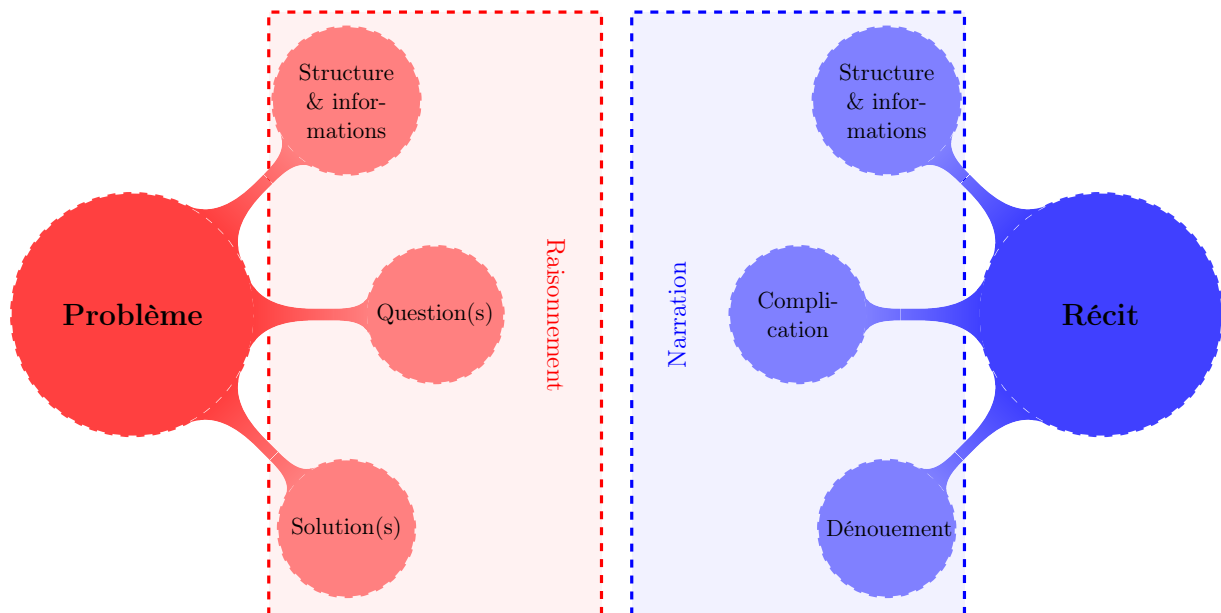 Problème
Structure
& infor-
mations
Question(s)
Solution(s)
Raisonnement
Narration
Structure
& infor-
mations
Compli-
cation
Dénouement
Récit